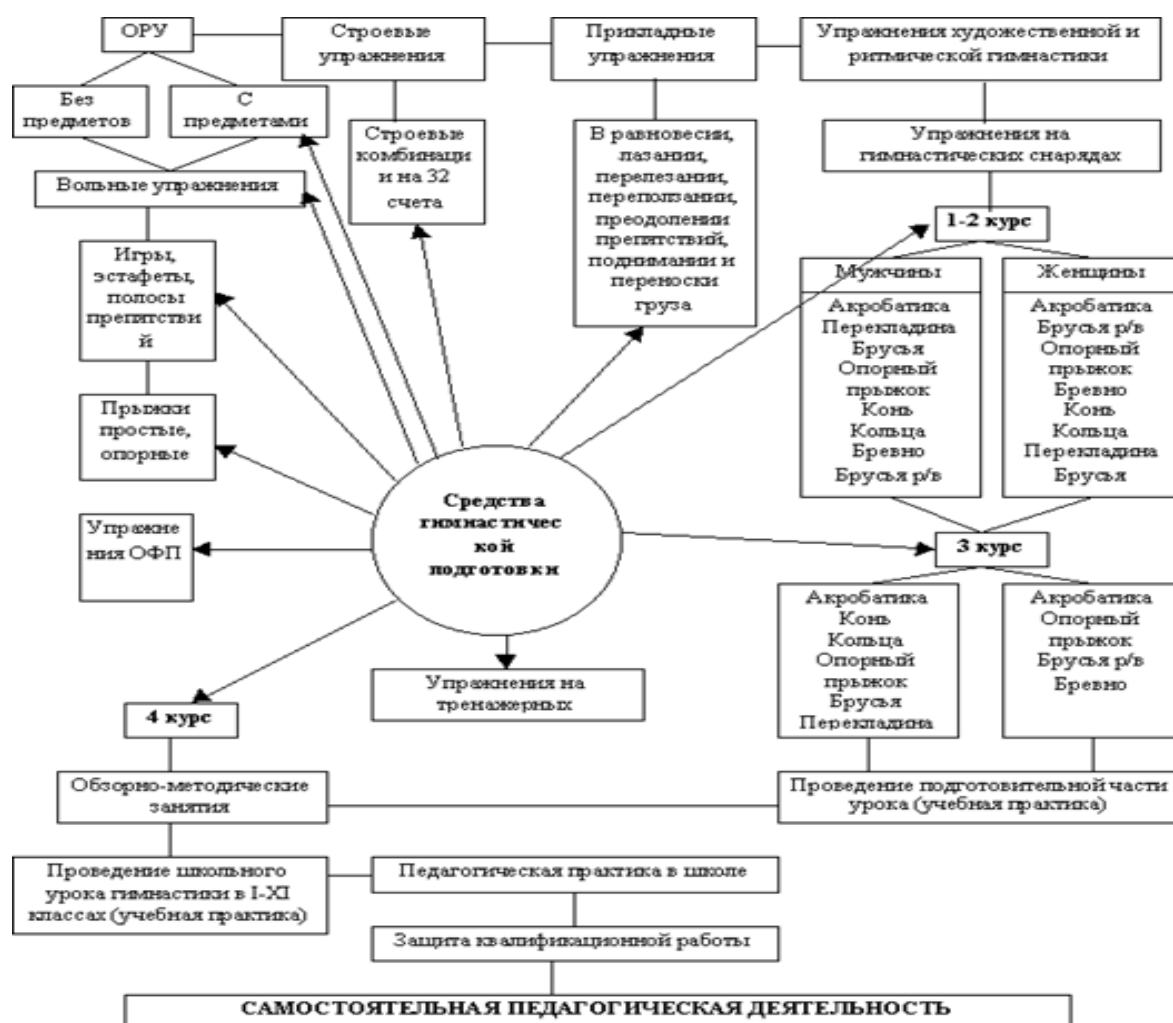 ОРУ
Строевые
упражнения
Прикладные
упражнения
Упражнения художественной и
ритмической гимнастики
Без
предметов
С
предметами
Строевые
комбинаци
и на 32
счета
В равновесии,
лазании,
перелезании,
переползании,
преодолении
препятствий,
поднимании и
переноски
груза
Упражнения на
гимнастических снарядах
Вольные упражнения
1-2 курс
Игры,
эстафеты,
полосы
препятстви
й
Мужчины
Акробатика
Перекладина
Брусья
Опорный
прыжок
Конь
Кольца
Бревно
Брусья р/в
Женщины
Акробатика
Брусья р/в
Опорный
прыжок
Бревно
Конь
Кольца
Перекладина
Брусья
Прыжки
простые,
опорные
Средства
гимнастичес
кой
подготовки
Упражне
ния ОФП
3 курс
Акробатика
Конь
Кольца
Опорный
прыжок
Брусья
Перекладина
Акробатика
Опорный
прыжок
Брусья р/в
Бревно
Упражнения на
тренажерных
4 курс
Обзорно-методические
занятия
Проведение подготовительной части
урока (учебная практика)
Проведение школьного
урока гимнастики в I-XI
классах (учебная практика)
Педагогическая практика в школе
Защита квалификационной работы
САМОСТОЯТЕЛЬНАЯ ПЕДАГОГИЧЕСКАЯ ДЕЯТЕЛЬНОСТЬ